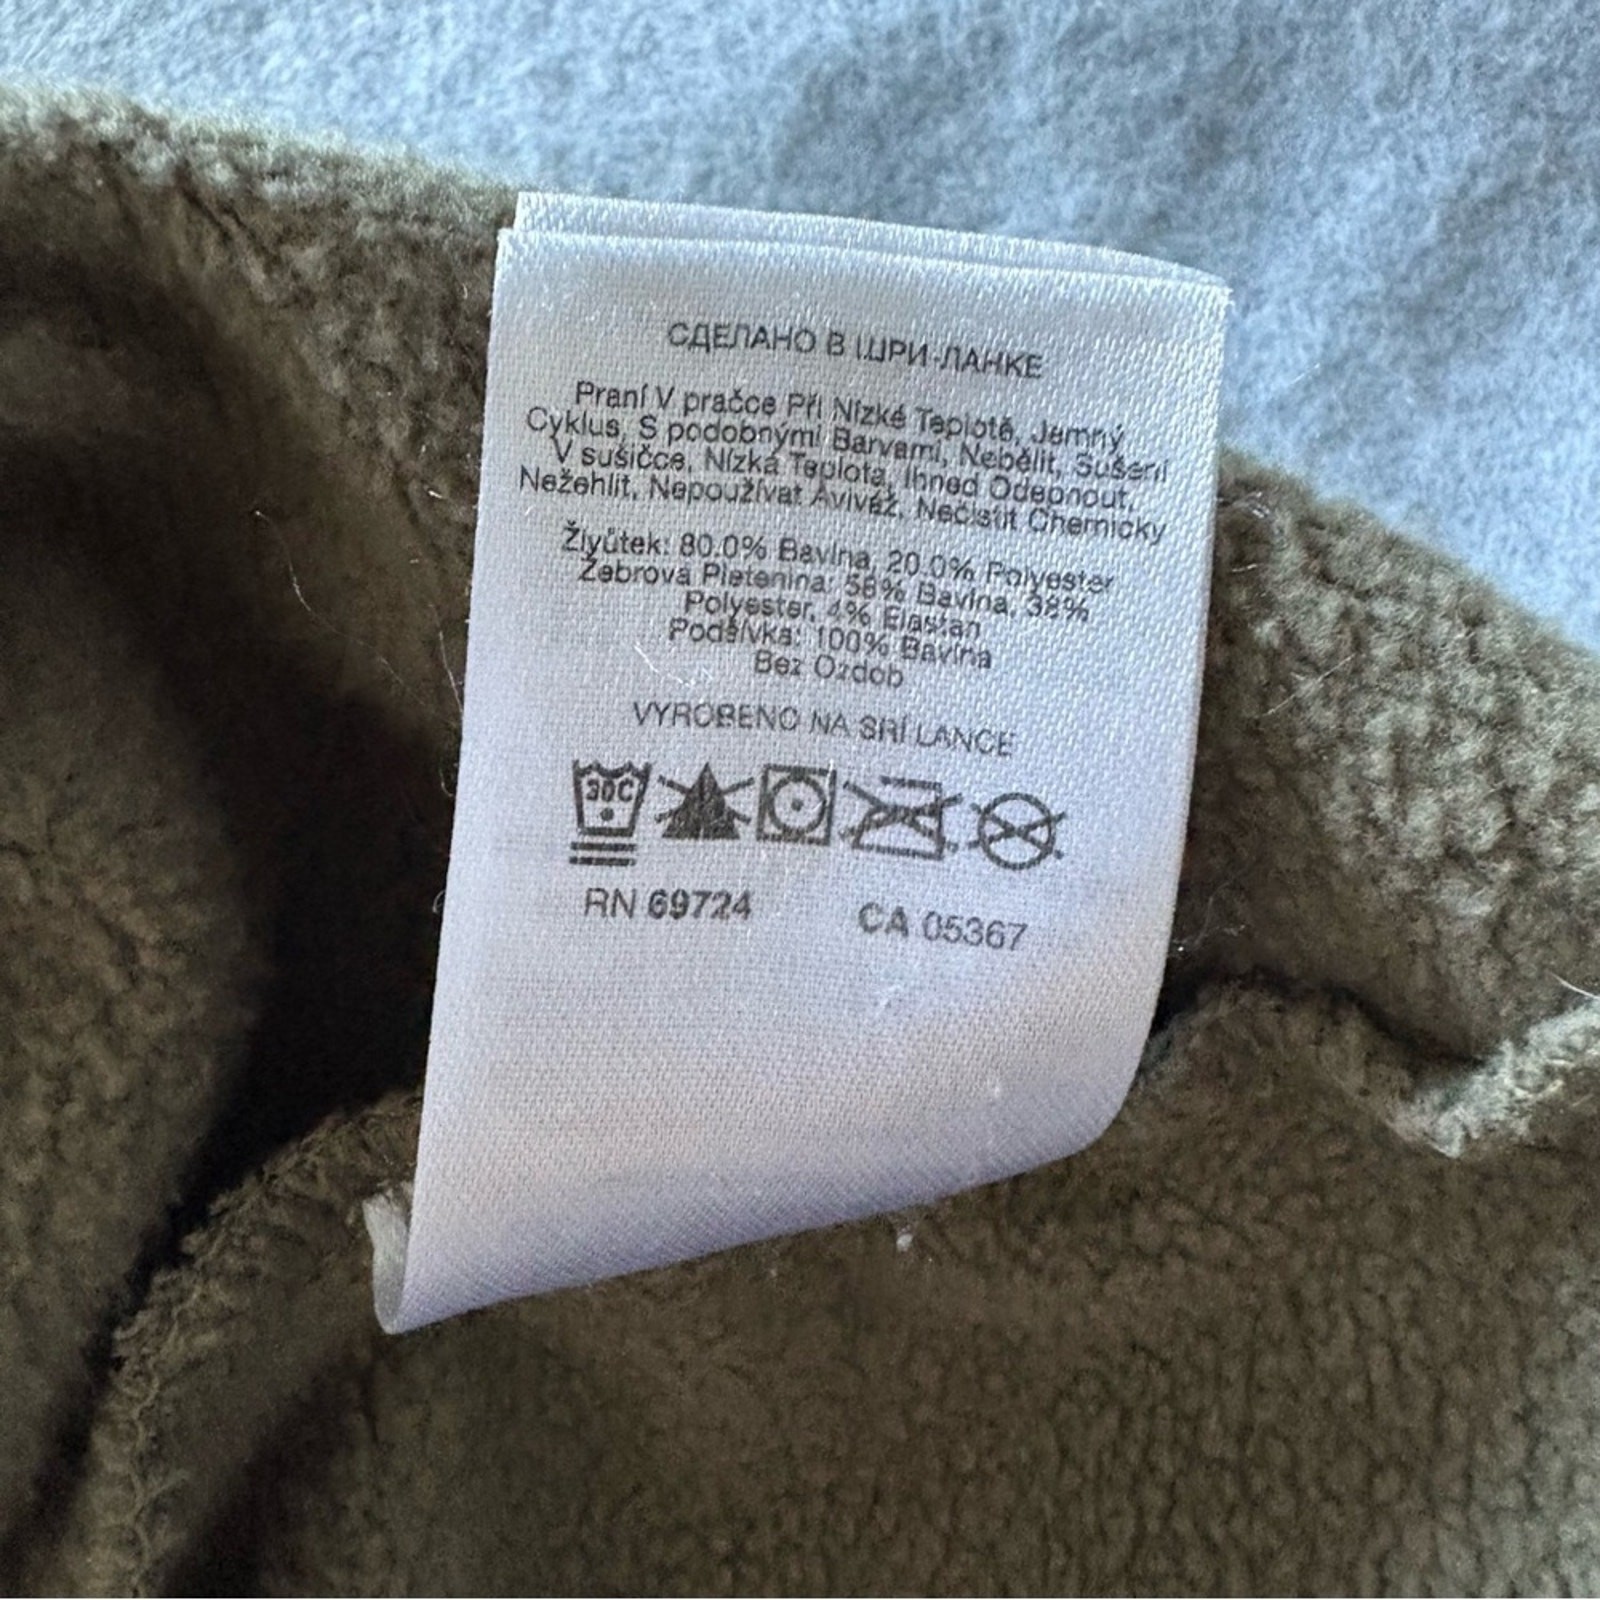 СДЕЛАНО В ШРИ-ЛАНКЕ
Praní V pračce Při Nízké Teplotě, Jemný
Cyklus, S podobnými Barvami, Nebělit, Sušení
V sušičce, Nízká Teplota, Ihned Odepnout,
Nežehlit, Nepoužívat Aviváž, Nečistit Chemicky
Žlyůtek: 80.0% Bavlna, 20.0% Polyester
Žebrová Pletenina: 58% Bavlna, 38%
Polyester, 4% Elastan
Podšívka: 100% Bavlna
Bez Ozdob
VYROBENO NA SRÍ LANCE
30C
RN 69724 CA 05367